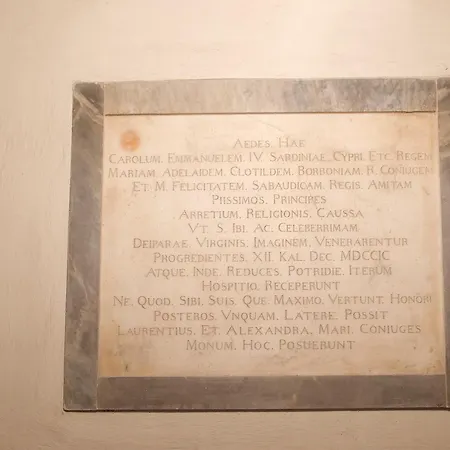 Aedes. Hae
Carolum. Emmanuelem. IV. Sardiniae. Cypri. Etc. Regem
Mariam. Adelaidem. Clotildem. Borboniam. R. Coniugem
Et. M. Felicitatem. Sabaudicam. Regis. Amitam
Piissimos. Principes
Arretium. Religionis. Caussa
Vt. S. Ibi. Ac. Celeberrimam
Deiparae. Virginis. Imaginem. Venerarentur
Progredientes. XII. Kal. Dec. MDCCIC
Atque. Inde. Reduces. Potridie. Iterum
Hospitio. Receperunt
Ne. Quod. Sibi. Suis. Que. Maximo. Vertunt. Honori
Posteros. Vnquam. Latere. Possit
Laurentius. Et. Alexandra. Mari. Coniuges
Monum. Hoc. Posuerunt